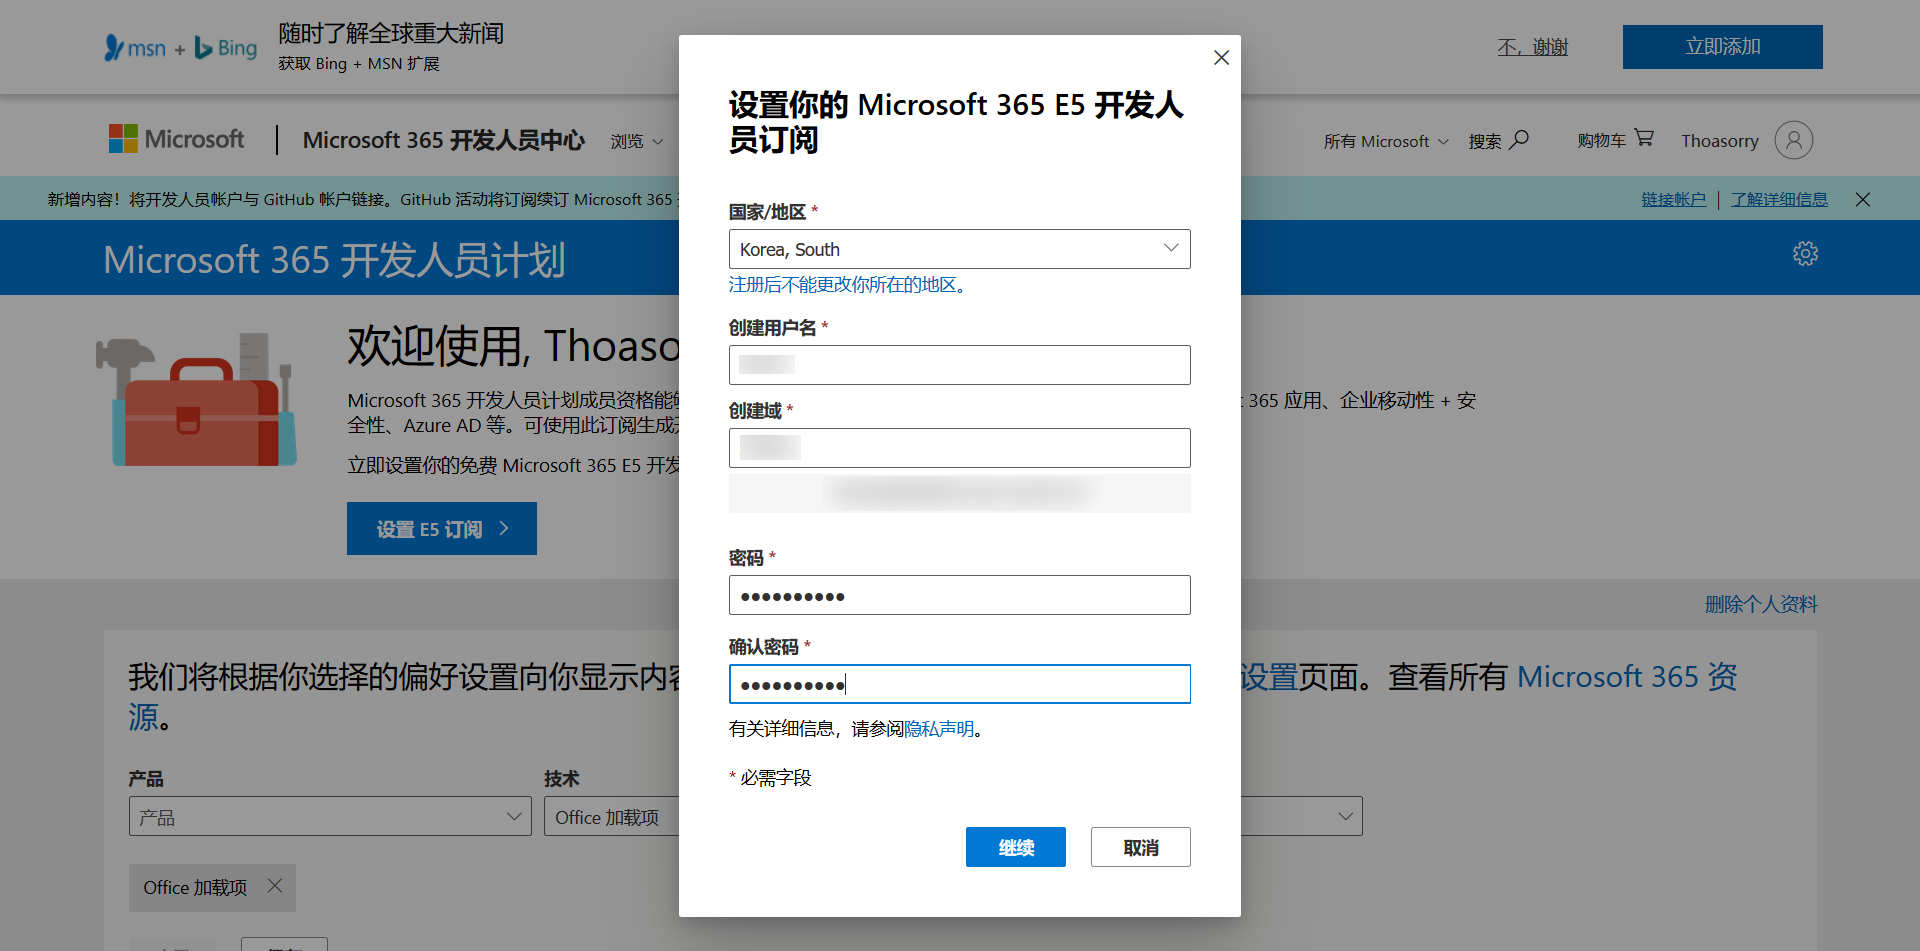 msn + Bing
随时了解全球重大新闻
获取 Bing + MSN 扩展
不，谢谢
立即添加
Microsoft
Microsoft 365 开发人员中心
浏览
所有 Microsoft
搜索
购物车
Thoasorry
新增内容！将开发人员帐户与 GitHub 帐户链接。GitHub 活动将订阅续订 Microsoft 365
链接帐户
了解详细信息
Microsoft 365 开发人员计划
欢迎使用, Thoaso
Microsoft 365 开发人员计划成员资格能
365 应用、企业移动性 + 安
全性、Azure AD 等。可使用此订阅生成
立即设置你的免费 Microsoft 365 E5 开发
设置 E5 订阅
删除个人资料
我们将根据你选择的偏好设置向你显示内
设置页面。查看所有 Microsoft 365 资
源。
产品
技术
产品
Office 加载项
Office 加载项
设置你的 Microsoft 365 E5 开发人
员订阅
国家/地区 *
Korea, South
注册后不能更改你所在的地区。
创建用户名 *
创建域 *
密码 *
●●●●●●●●●●
确认密码 *
●●●●●●●●●●
有关详细信息，请参阅隐私声明。
* 必需字段
继续
取消